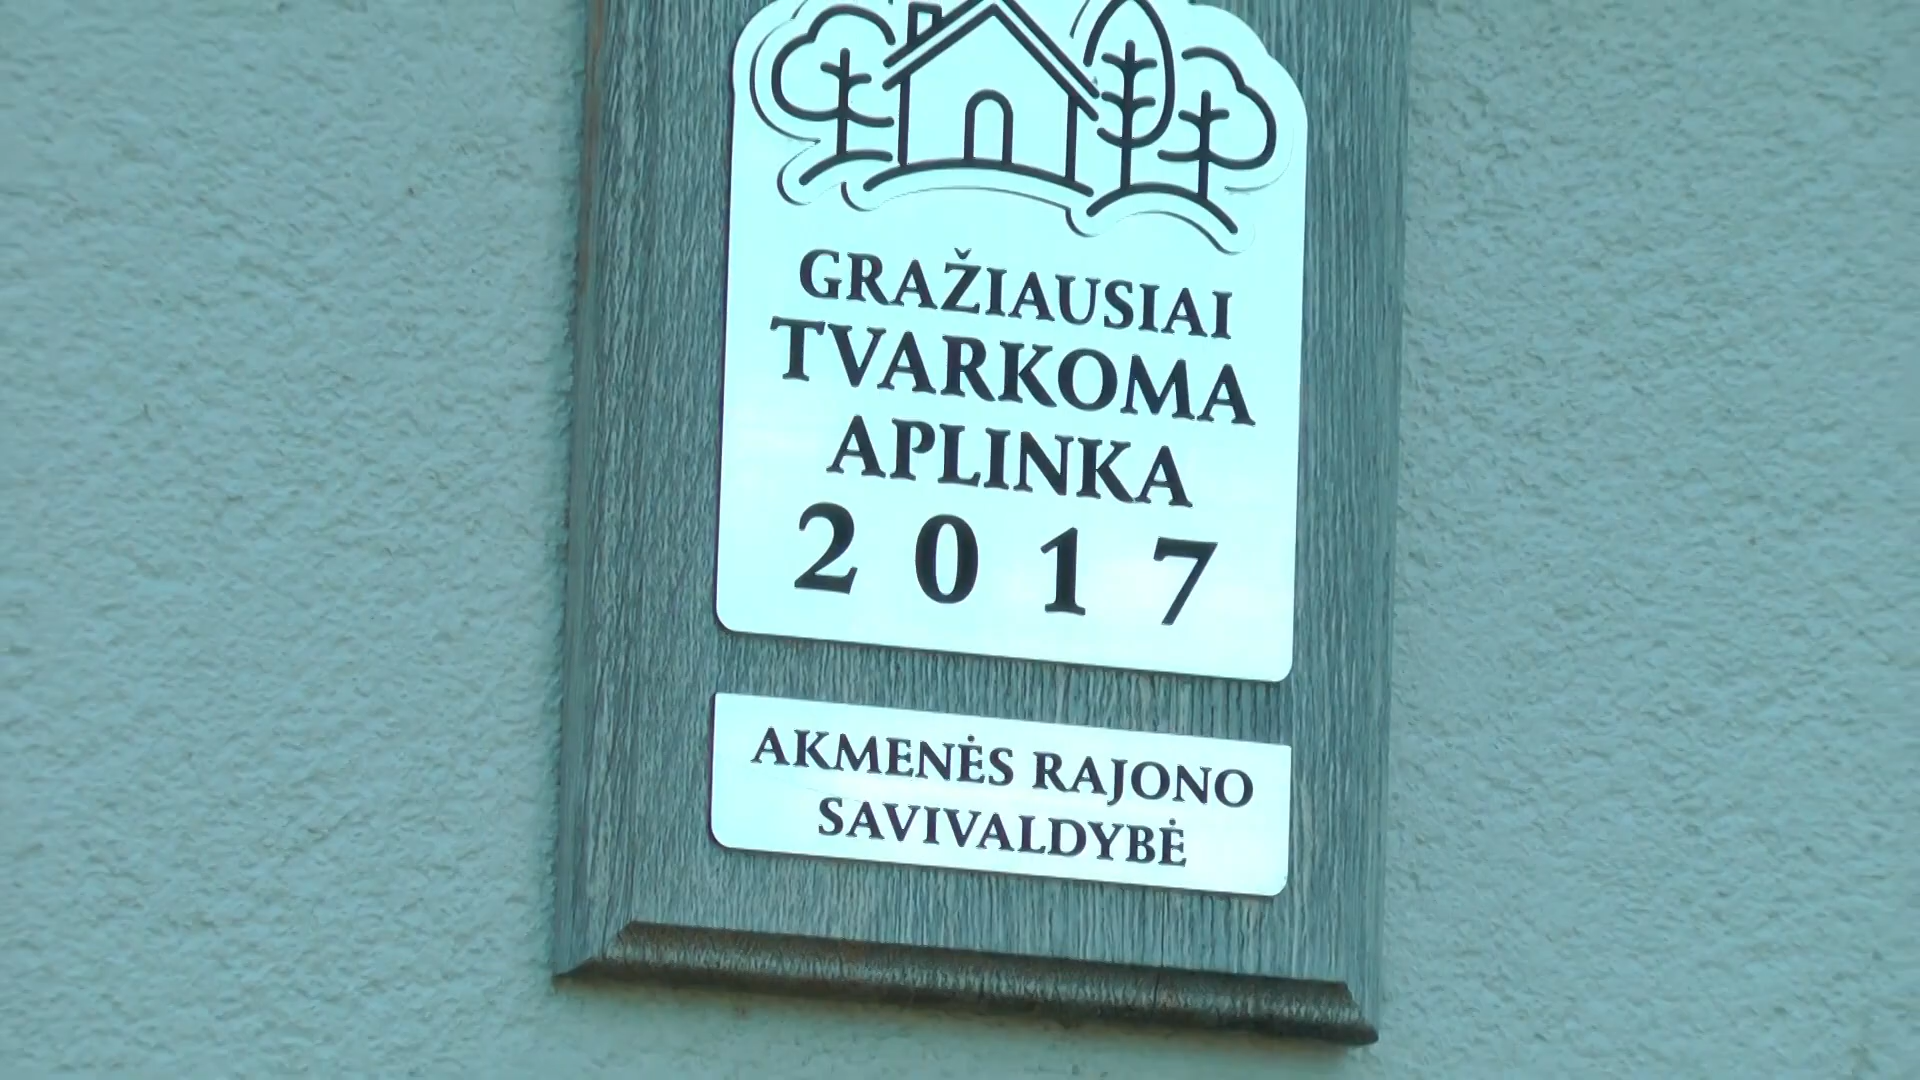 GRAŽIAUSIAI
TVARKOMA
APLINKA
2017
AKMENĖS RAJONO
SAVIVALDYBĖ